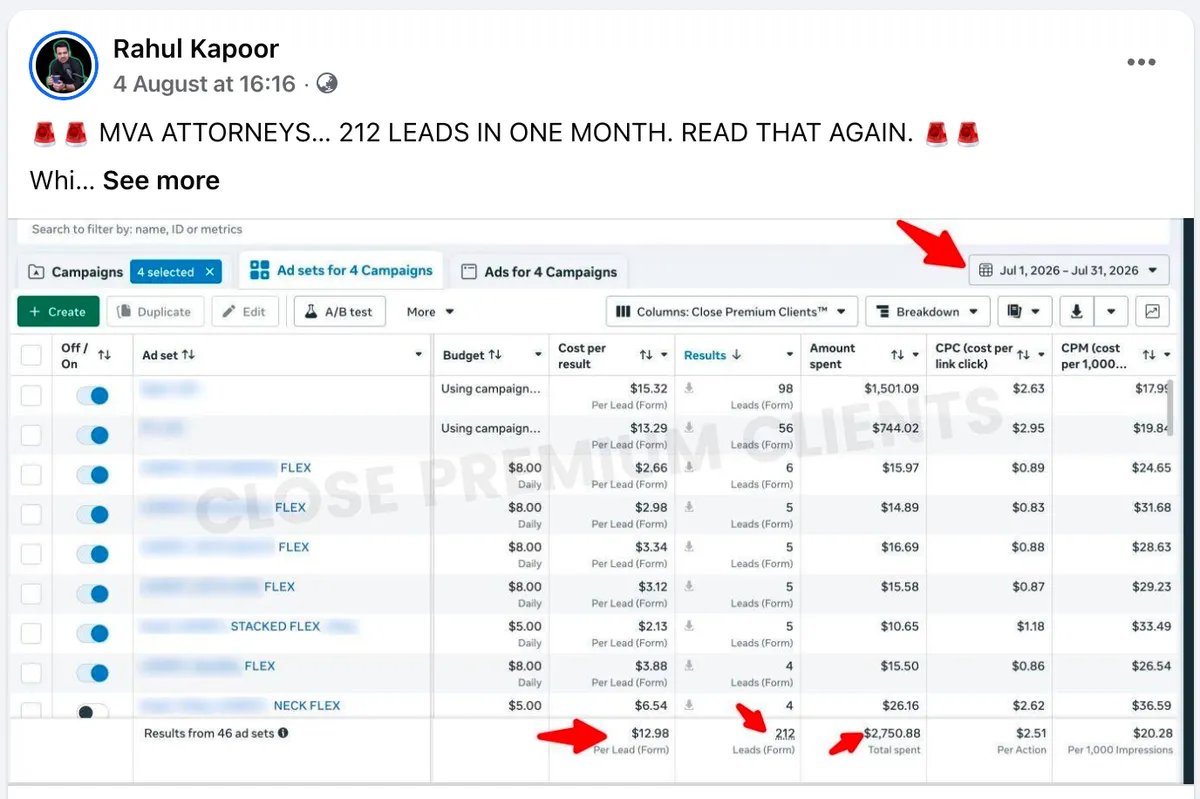 Rahul Kapoor
4 August at 16:16 ·
🚨 🚨 MVA ATTORNEYS... 212 LEADS IN ONE MONTH. READ THAT AGAIN. 🚨 🚨
Whi... See more
Search to filter by: name, ID or metrics
Campaigns 4 selected ×
Ad sets for 4 Campaigns
Ads for 4 Campaigns
Jul 1, 2026 – Jul 31, 2026
+ Create
Duplicate
Edit
A/B test
More
Columns: Close Premium Clients™
Breakdown
Off / On
Ad set
Budget
Cost per result
Results
Amount spent
CPC (cost per link click)
CPM (cost per 1,000...
Using campaign... $15.32 98 $1,501.09 $2.63 $17.99
Per Lead (Form) Leads (Form)
Using campaign... $13.29 56 $744.02 $2.95 $19.84
Per Lead (Form) Leads (Form)
FLEX $8.00 $2.66 6 $15.97 $0.89 $24.65
Daily Per Lead (Form) Leads (Form)
FLEX $8.00 $2.98 5 $14.89 $0.83 $31.68
Daily Per Lead (Form) Leads (Form)
FLEX $8.00 $3.34 5 $16.69 $0.88 $28.63
Daily Per Lead (Form) Leads (Form)
FLEX $8.00 $3.12 5 $15.58 $0.87 $29.23
Daily Per Lead (Form) Leads (Form)
STACKED FLEX $5.00 $2.13 5 $10.65 $1.18 $33.49
Daily Per Lead (Form) Leads (Form)
FLEX $8.00 $3.88 4 $15.50 $0.86 $26.54
Daily Per Lead (Form) Leads (Form)
NECK FLEX $5.00 $6.54 4 $26.16 $2.62 $36.59
Results from 46 ad sets $12.98 212 $2,750.88 $2.51 $20.28
Per Lead (Form) Leads (Form) Total spent Per Action Per 1,000 Impressions
CLOSE PREMIUM CLIENTS